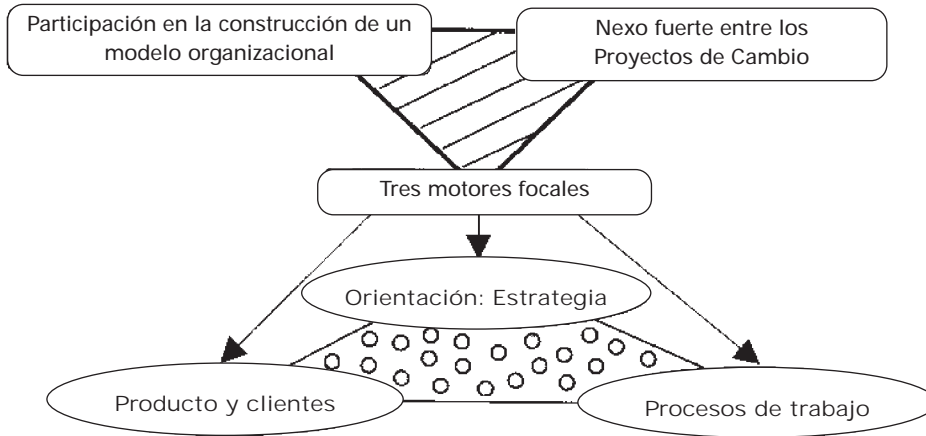 Participación en la construcción de un
modelo organizacional
Nexo fuerte entre los
Proyectos de Cambio
Tres motores focales
Orientación: Estrategia
Producto y clientes
Procesos de trabajo